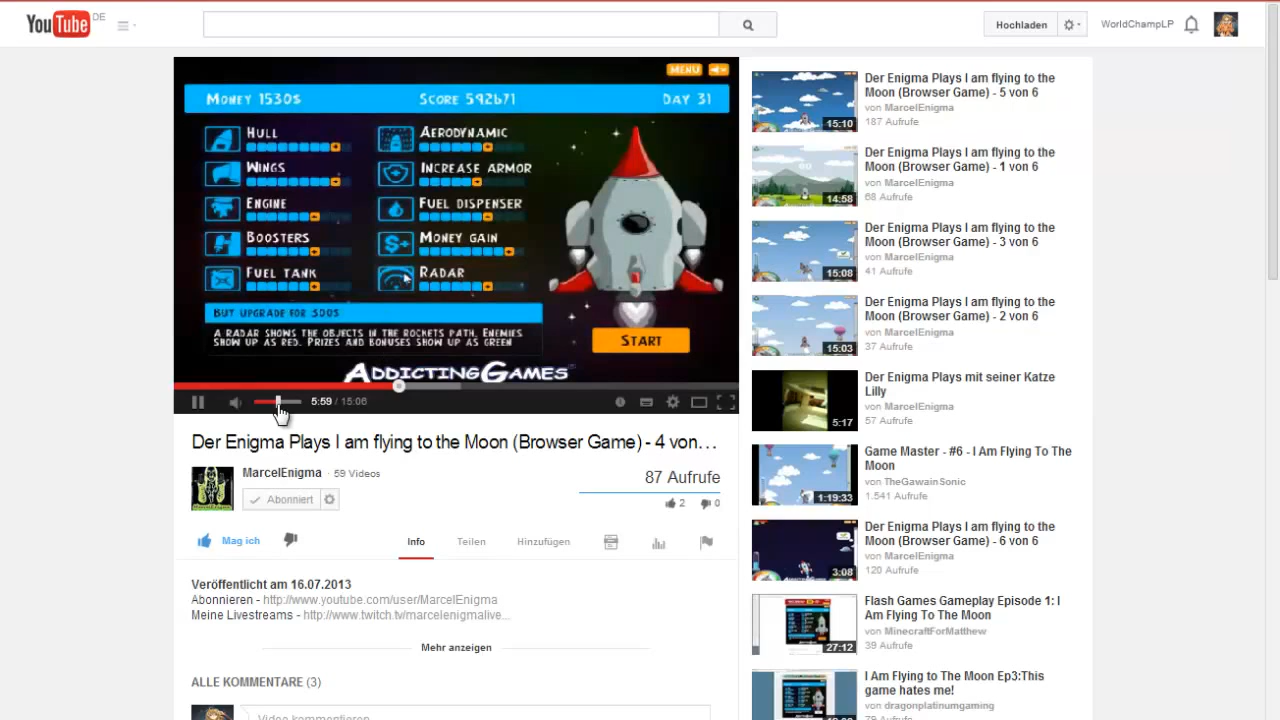 YouTube DE
Hochladen
WorldChampLP
MENU
MONEY 1530$ SCORE 592671 DAY 31
HULL AERODYNAMIC
WINGS INCREASE ARMOR
ENGINE FUEL DISPENSER
BOOSTERS MONEY GAIN
FUEL TANK RADAR
BUY UPGRADE FOR 500$
A RADAR SHOWS THE OBJECTS IN THE ROCKETS PATH. ENEMIES
SHOW UP AS RED. PRIZES AND BONUSES SHOW UP AS GREEN
START
ADDICTINGGAMES
5:59 / 15:06
Der Enigma Plays I am flying to the Moon (Browser Game) - 4 von...
MarcelEnigma · 59 Videos
Abonniert
87 Aufrufe
2 0
Mag ich
Info Teilen Hinzufügen
Veröffentlicht am 16.07.2013
Abonnieren - http://www.youtube.com/user/MarcelEnigma
Meine Livestreams - http://www.twitch.tv/marcelenigmalive...
Mehr anzeigen
ALLE KOMMENTARE (3)
Video kommentieren
Der Enigma Plays I am flying to the
Moon (Browser Game) - 5 von 6
von MarcelEnigma
187 Aufrufe
15:10
Der Enigma Plays I am flying to the
Moon (Browser Game) - 1 von 6
von MarcelEnigma
68 Aufrufe
14:58
Der Enigma Plays I am flying to the
Moon (Browser Game) - 3 von 6
von MarcelEnigma
41 Aufrufe
15:08
Der Enigma Plays I am flying to the
Moon (Browser Game) - 2 von 6
von MarcelEnigma
37 Aufrufe
15:03
Der Enigma Plays mit seiner Katze
Lilly
von MarcelEnigma
57 Aufrufe
5:17
Game Master - #6 - I Am Flying To The
Moon
von TheGawainSonic
1.541 Aufrufe
1:19:33
Der Enigma Plays I am flying to the
Moon (Browser Game) - 6 von 6
von MarcelEnigma
120 Aufrufe
3:08
Flash Games Gameplay Episode 1: I
Am Flying To The Moon
von MinecraftForMatthew
39 Aufrufe
27:12
I Am Flying to The Moon Ep3:This
game hates me!
von dragonplatinumgaming